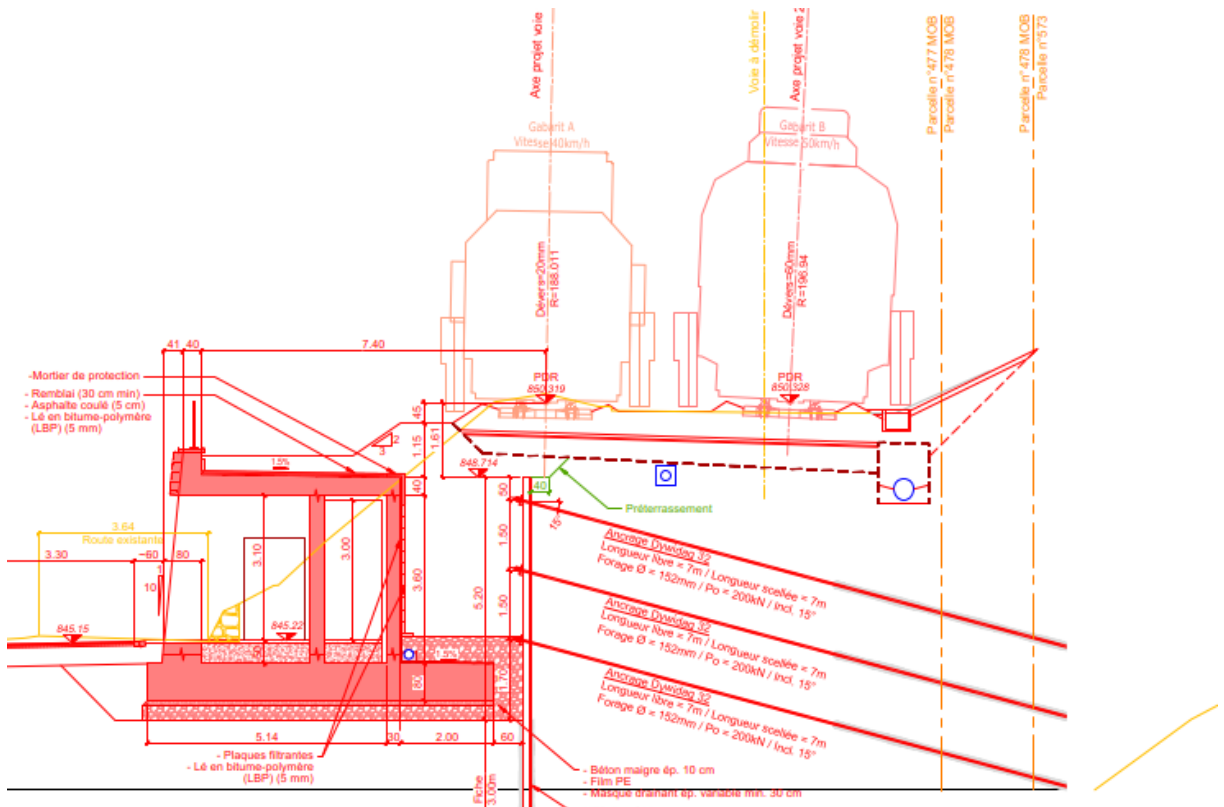 Axe projet voie
Voie à démolir
Axe projet voie 2
Parcelle n°477 MOB
Parcelle n°478 MOB
Parcelle n°478 MOB
Parcelle n°573
Gabarit A
Vitesse 40km/h
Gabarit B
Vitesse 50km/h
Dévers=20mm
R=188.011
Dévers=60mm
R=196.94
41
40
7.40
PDR
850.319
PDR
850.328
-Mortier de protection
- Remblai (30 cm min)
- Asphalte coulé (5 cm)
- Lé en bitume-polymère
(LBP) (5 mm)
45
1.15
1.61
2
3
848.714
40
15%
40
50
15°
Préterrassement
3.64
Route existante
3.30
~60
80
1
10
3.10
3.00
3.60
5.20
1.50
1.50
845.15
845.22
50
60
1.70
Ancrage Dywidag 32
Longueur libre = 7m / Longueur scellée = 7m
Forage Ø = 152mm / Po = 200kN / Incl. 15°
Ancrage Dywidag 32
Longueur libre = 7m / Longueur scellée = 7m
Forage Ø = 152mm / Po = 200kN / Incl. 15°
Ancrage Dywidag 32
Longueur libre = 7m / Longueur scellée = 7m
Forage Ø = 152mm / Po = 200kN / Incl. 15°
5.14
30
2.00
60
- Plaques filtrantes
- Lé en bitume-polymère
(LBP) (5 mm)
Fiche
3.00m
- Béton maigre ép. 10 cm
- Film PE
- Masque drainant ép. variable min. 30 cm